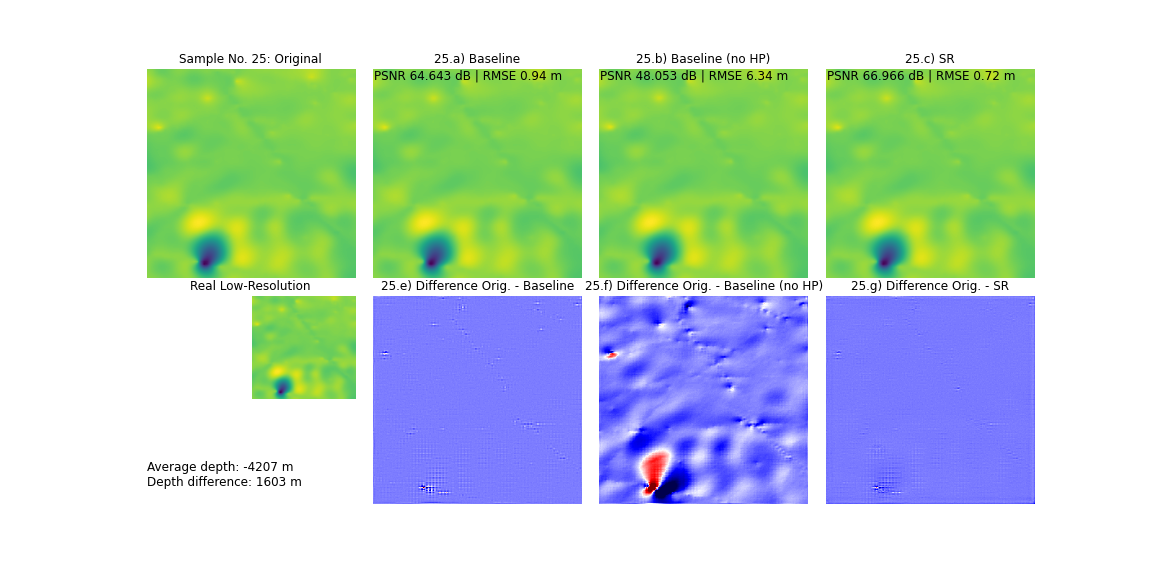 Sample No. 25: Original
25.a) Baseline
25.b) Baseline (no HP)
25.c) SR
PSNR 64.643 dB | RMSE 0.94 m
PSNR 48.053 dB | RMSE 6.34 m
PSNR 66.966 dB | RMSE 0.72 m
Real Low-Resolution
25.e) Difference Orig. - Baseline
25.f) Difference Orig. - Baseline (no HP)
25.g) Difference Orig. - SR
Average depth: -4207 m
Depth difference: 1603 m